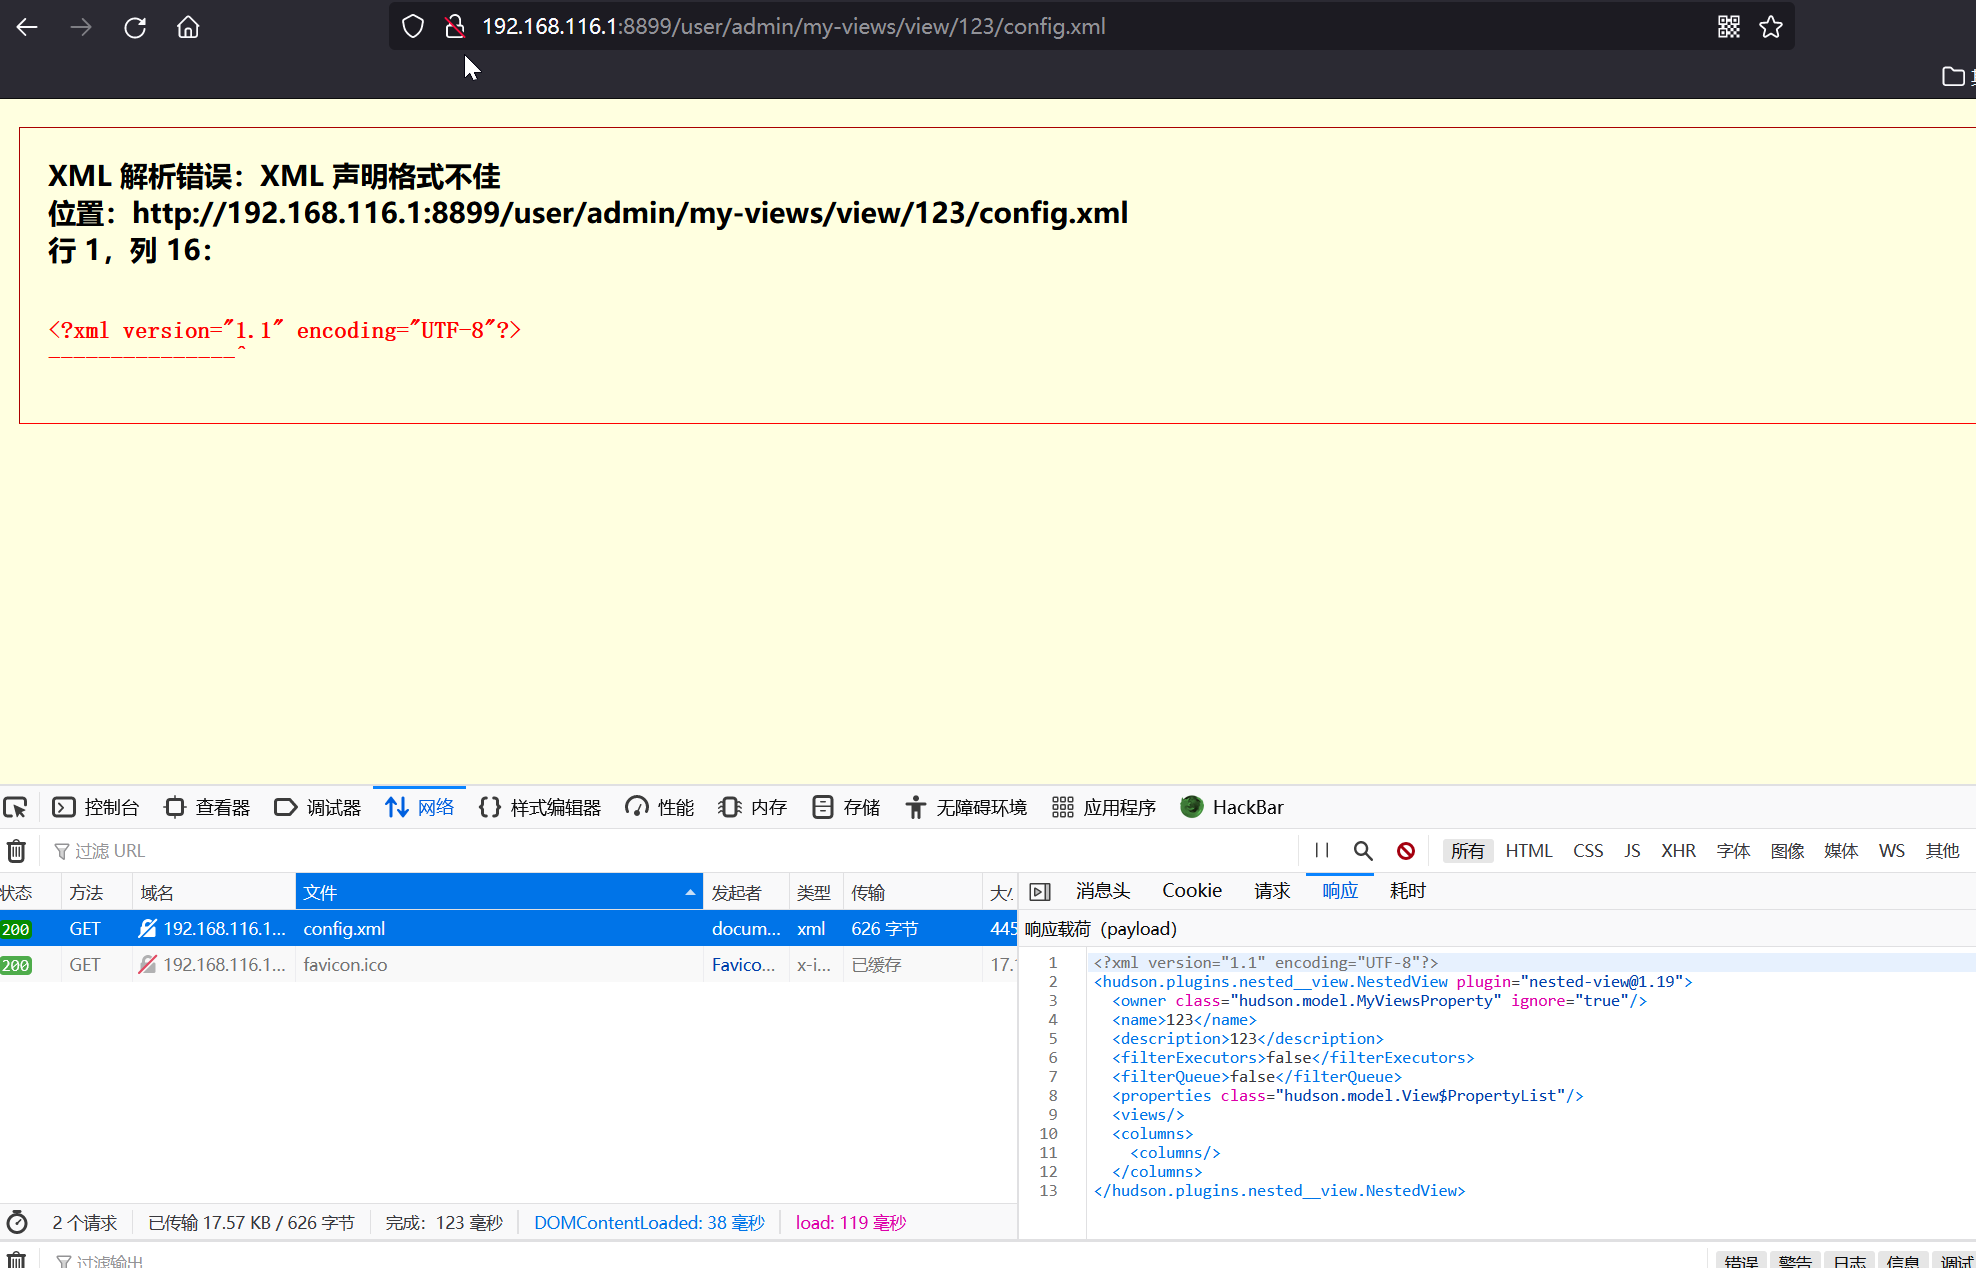 192.168.116.1:8899/user/admin/my-views/view/123/config.xml
XML 解析错误：XML 声明格式不佳
位置：http://192.168.116.1:8899/user/admin/my-views/view/123/config.xml
行 1，列 16：
<?xml version="1.1" encoding="UTF-8"?>
---------------^
控制台 查看器 调试器 网络 样式编辑器 性能 内存 存储 无障碍环境 应用程序 HackBar
过滤 URL 所有 HTML CSS JS XHR 字体 图像 媒体 WS 其他
状态 方法 域名 文件 发起者 类型 传输
消息头 Cookie 请求 响应 耗时
200 GET 192.168.116.1... config.xml docum... xml 626 字节 445
200 GET 192.168.116.1... favicon.ico Favico... x-i... 已缓存 17.
响应载荷（payload）
1 <?xml version="1.1" encoding="UTF-8"?>
2 <hudson.plugins.nested__view.NestedView plugin="nested-view@1.19">
3 <owner class="hudson.model.MyViewsProperty" ignore="true"/>
4 <name>123</name>
5 <description>123</description>
6 <filterExecutors>false</filterExecutors>
7 <filterQueue>false</filterQueue>
8 <properties class="hudson.model.View$PropertyList"/>
9 <views/>
10 <columns>
11 <columns/>
12 </columns>
13 </hudson.plugins.nested__view.NestedView>
2 个请求 已传输 17.57 KB / 626 字节 完成：123 毫秒 DOMContentLoaded: 38 毫秒 load: 119 毫秒
过滤输出 错误 警告 日志 信息 调试